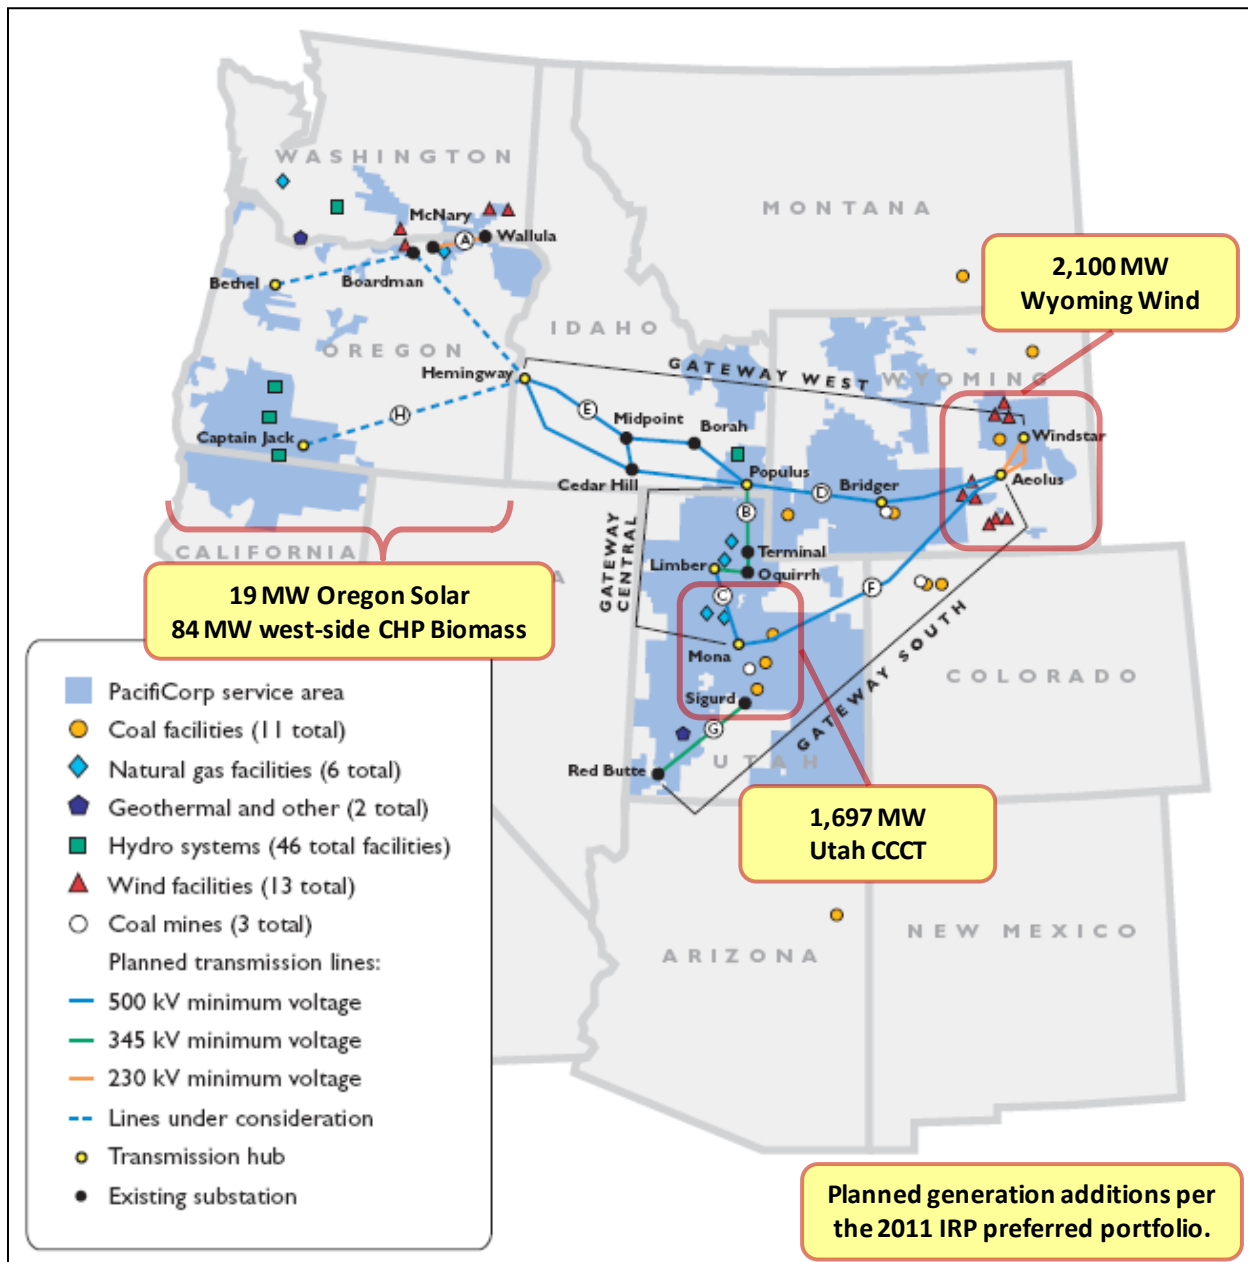 WASHINGTON
MONTANA
McNary
A
Wallula
2,100 MW
Wyoming Wind
Bethel
Boardman
IDAHO
OREGON
Hemingway
GATEWAY WEST
WYOMING
H
E
Midpoint
Borah
Captain Jack
Windstar
Cedar Hill
Populus
D
Bridger
Aeolus
B
CALIFORNIA
GATEWAY
CENTRAL
Terminal
Limber
Oquirrh
A
C
F
19 MW Oregon Solar
84 MW west-side CHP Biomass
Mona
Sigurd
GATEWAY SOUTH
COLORADO
G
UTAH
Red Butte
1,697 MW
Utah CCCT
ARIZONA
NEW MEXICO
PacifiCorp service area
Coal facilities (11 total)
Natural gas facilities (6 total)
Geothermal and other (2 total)
Hydro systems (46 total facilities)
Wind facilities (13 total)
Coal mines (3 total)
Planned transmission lines:
500 kV minimum voltage
345 kV minimum voltage
230 kV minimum voltage
Lines under consideration
Transmission hub
Existing substation
Planned generation additions per
the 2011 IRP preferred portfolio.